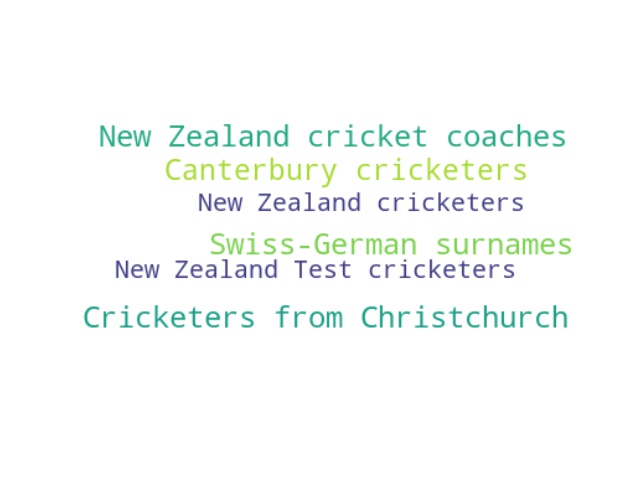 New Zealand cricket coaches
Canterbury cricketers
New Zealand cricketers
Swiss-German surnames
New Zealand Test cricketers
Cricketers from Christchurch